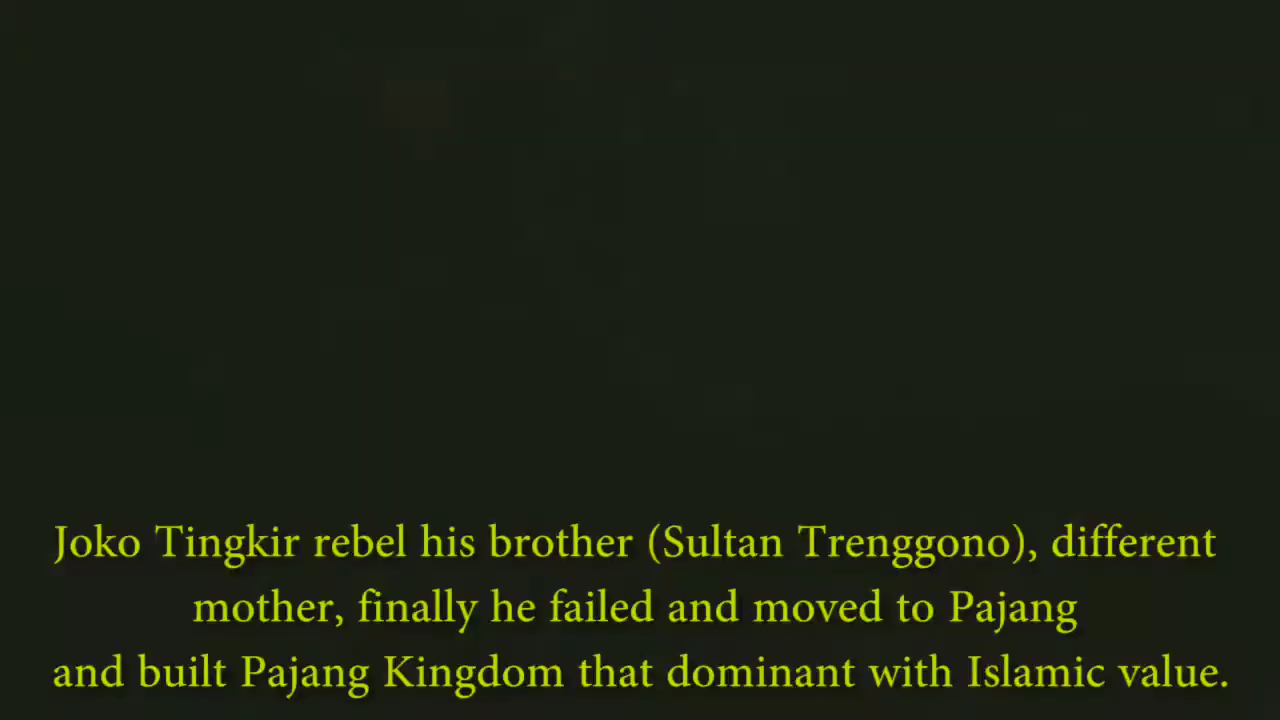 Joko Tingkir rebel his brother (Sultan Trenggono), different
mother, finally he failed and moved to Pajang
and built Pajang Kingdom that dominant with Islamic value.